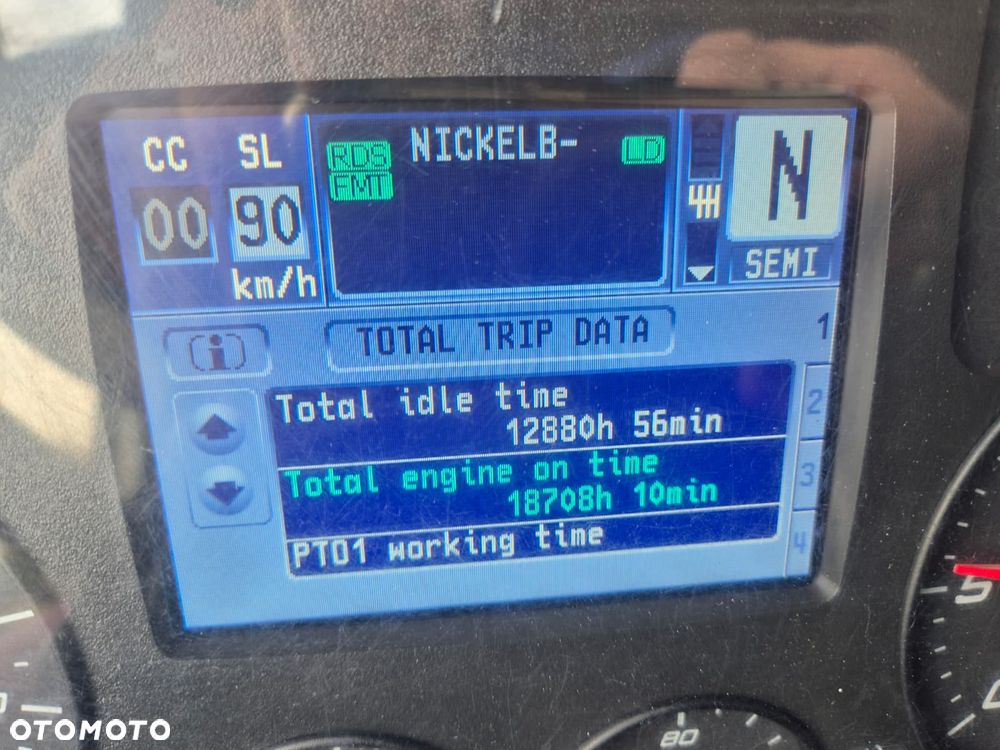 CC SL
00 90
km/h
RDS NICKELB- LD
FMT
4H
N
SEMI
i TOTAL TRIP DATA 1
Total idle time
12880h 56min
2
Total engine on time
18708h 10min
3
PTO1 working time
4
5
80
OTOMOTO